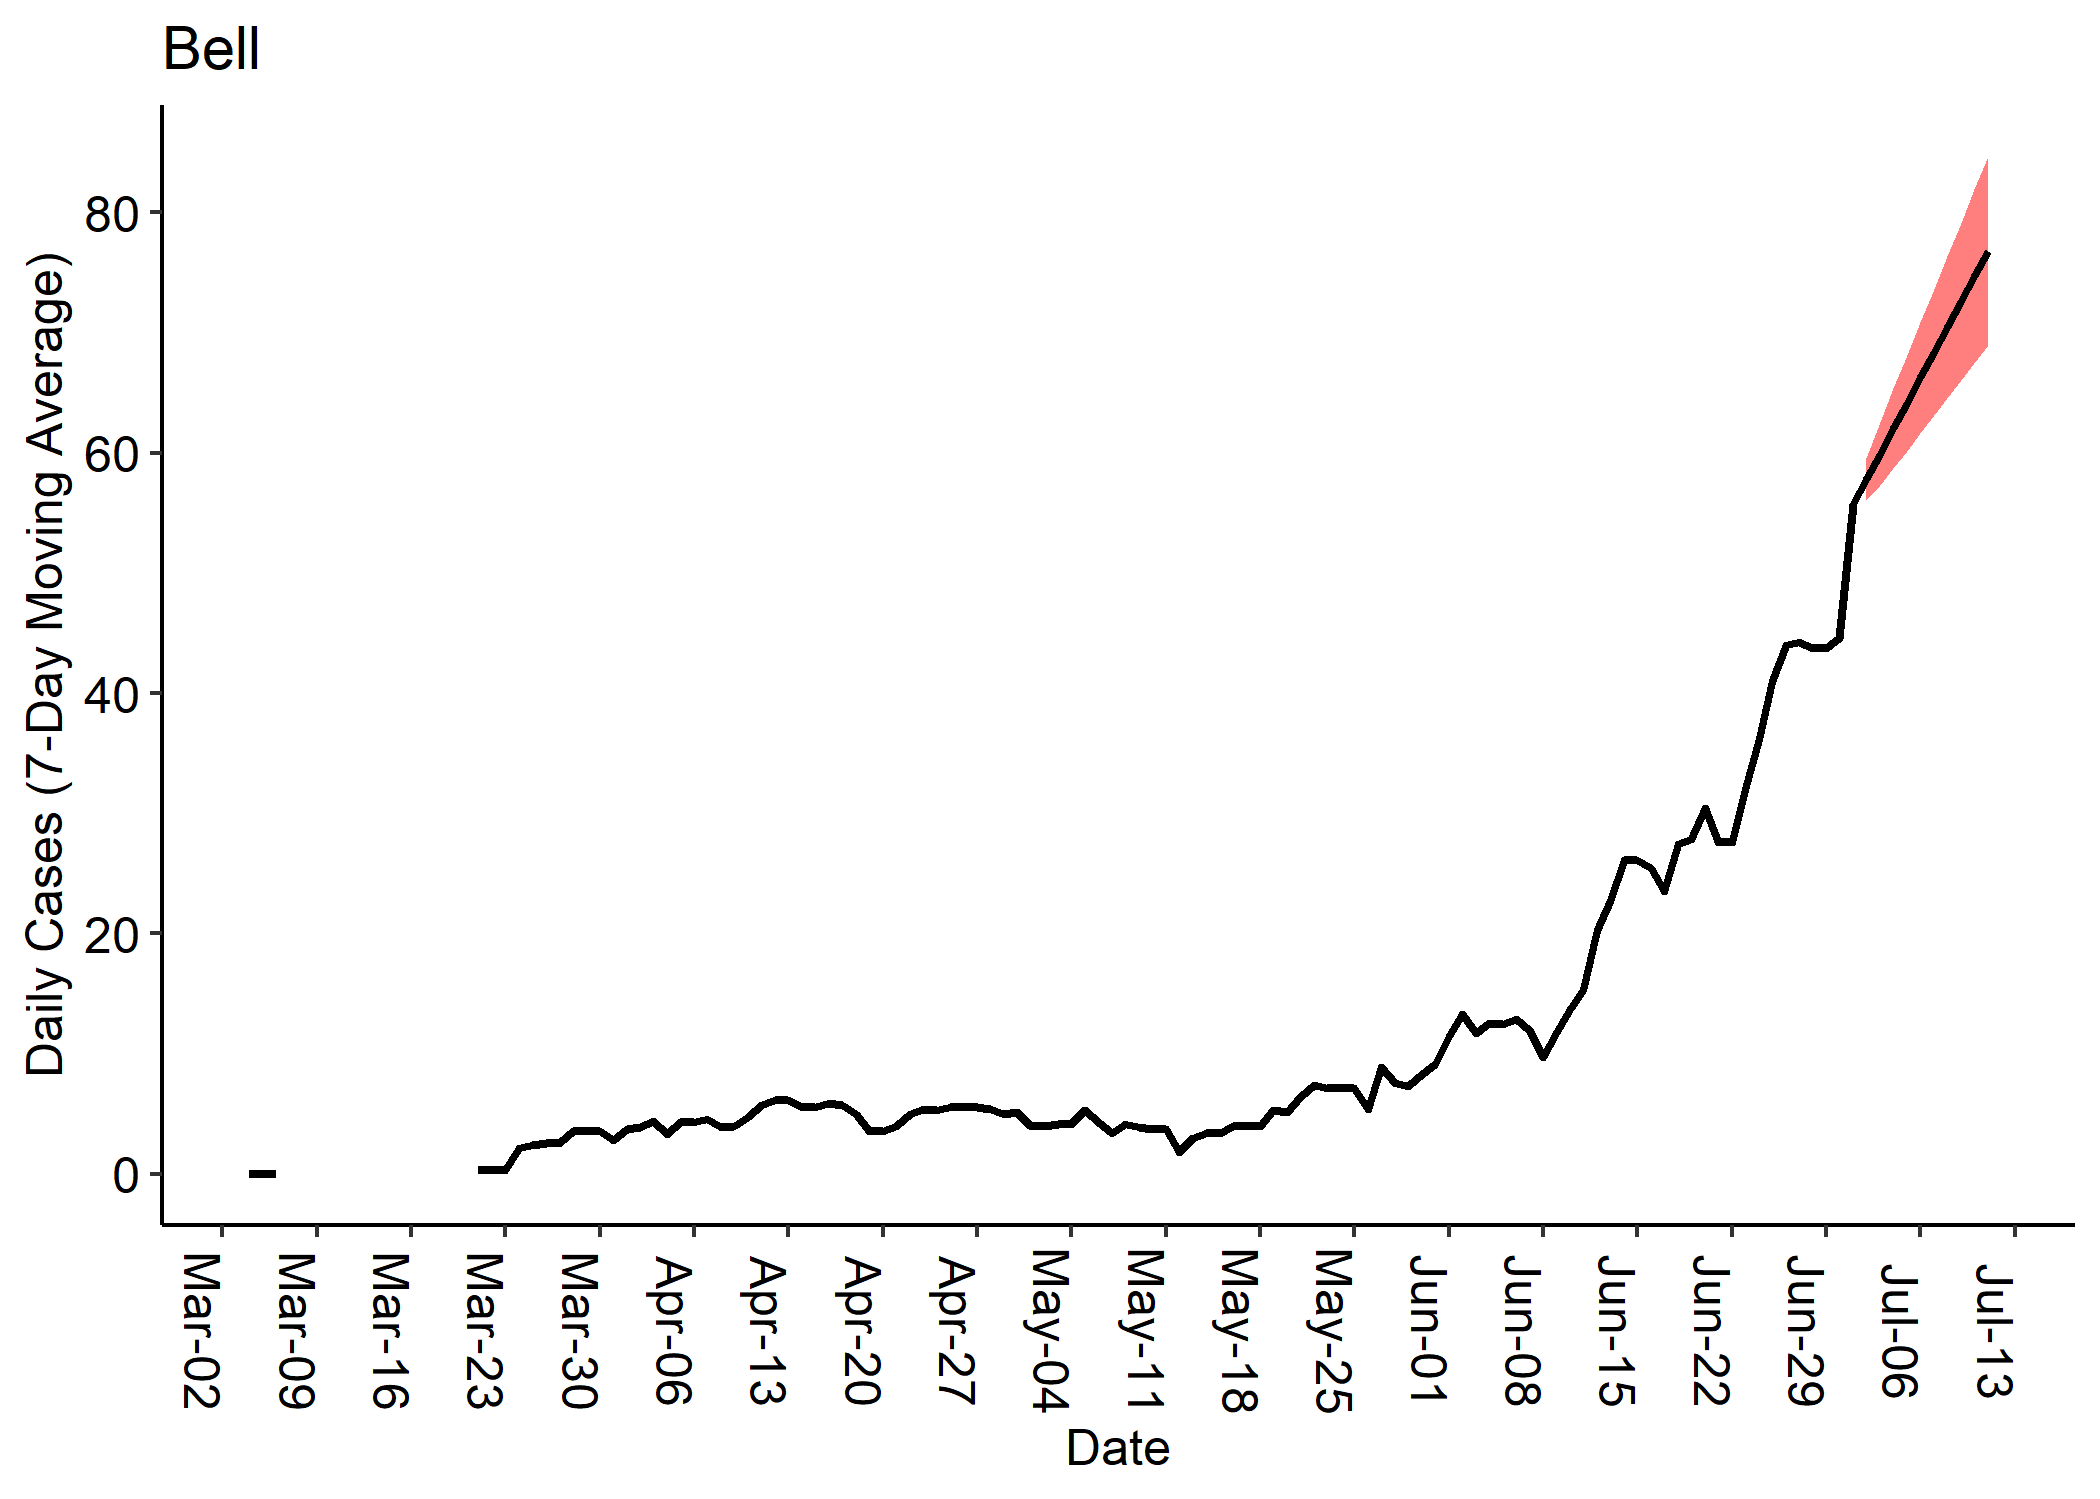 Bell
Daily Cases (7-Day Moving Average)
80
60
40
20
0
Mar-02
Mar-09
Mar-16
Mar-23
Mar-30
Apr-06
Apr-13
Apr-20
Apr-27
May-04
May-11
May-18
May-25
Jun-01
Jun-08
Jun-15
Jun-22
Jun-29
Jul-06
Jul-13
Date